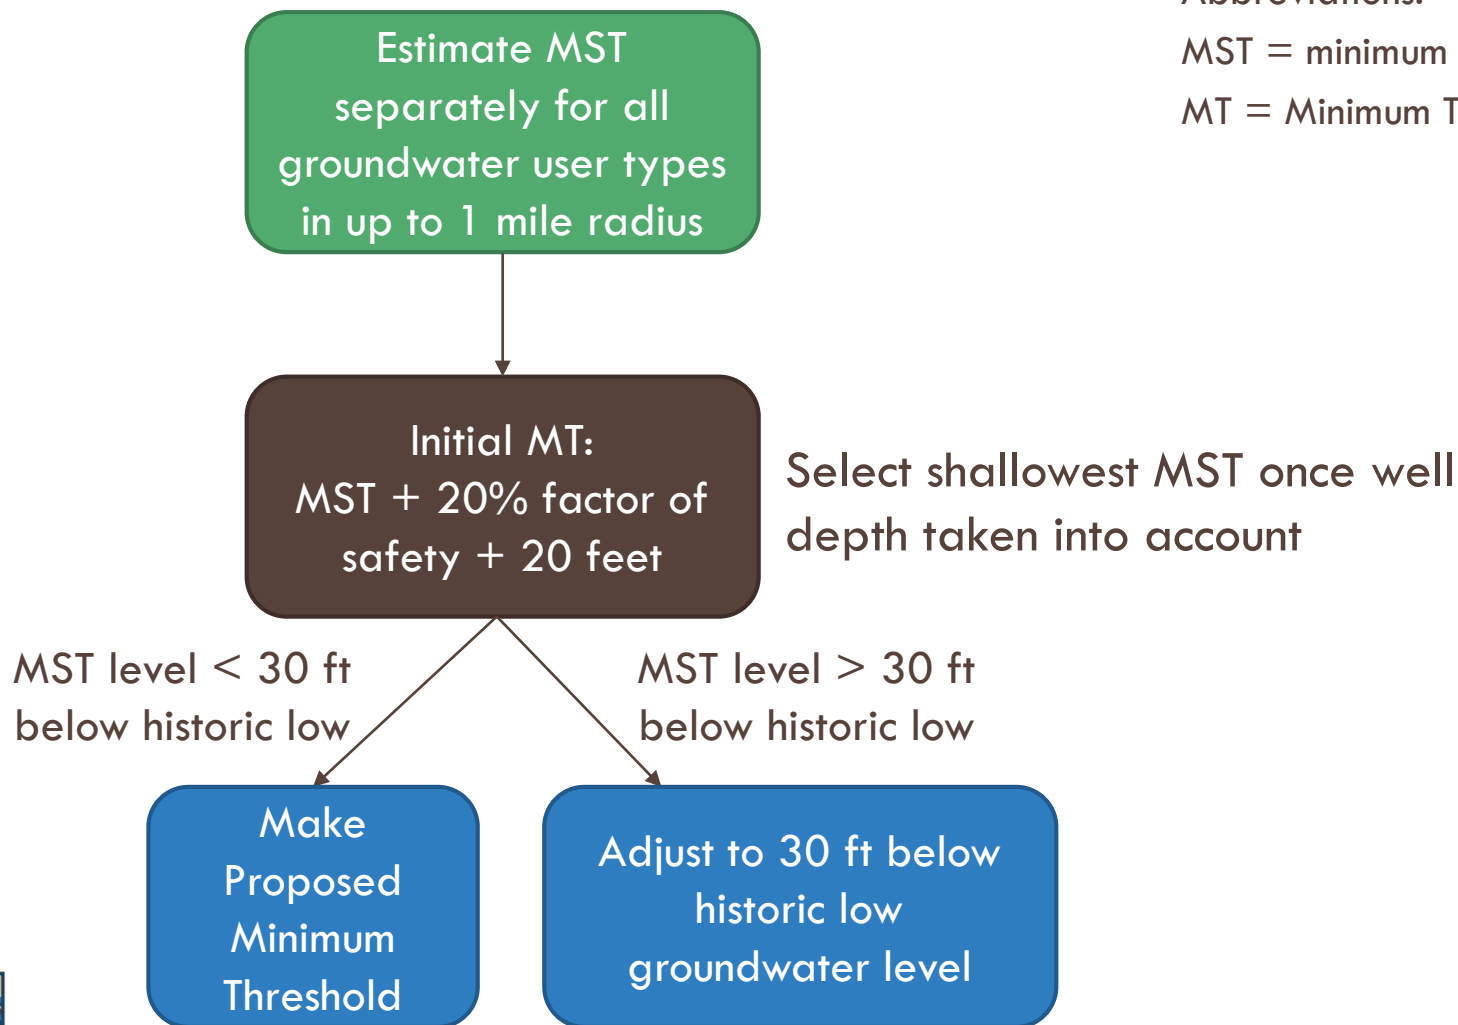 Abbreviations:
MST = minimum
MT = Minimum
Estimate MST
separately for all
groundwater user types
in up to 1 mile radius
Initial MT:
MST + 20% factor of
safety + 20 feet
Select shallowest MST once well
depth taken into account
MST level < 30 ft
below historic low
MST level > 30 ft
below historic low
Make
Proposed
Minimum
Threshold
Adjust to 30 ft below
historic low
groundwater level